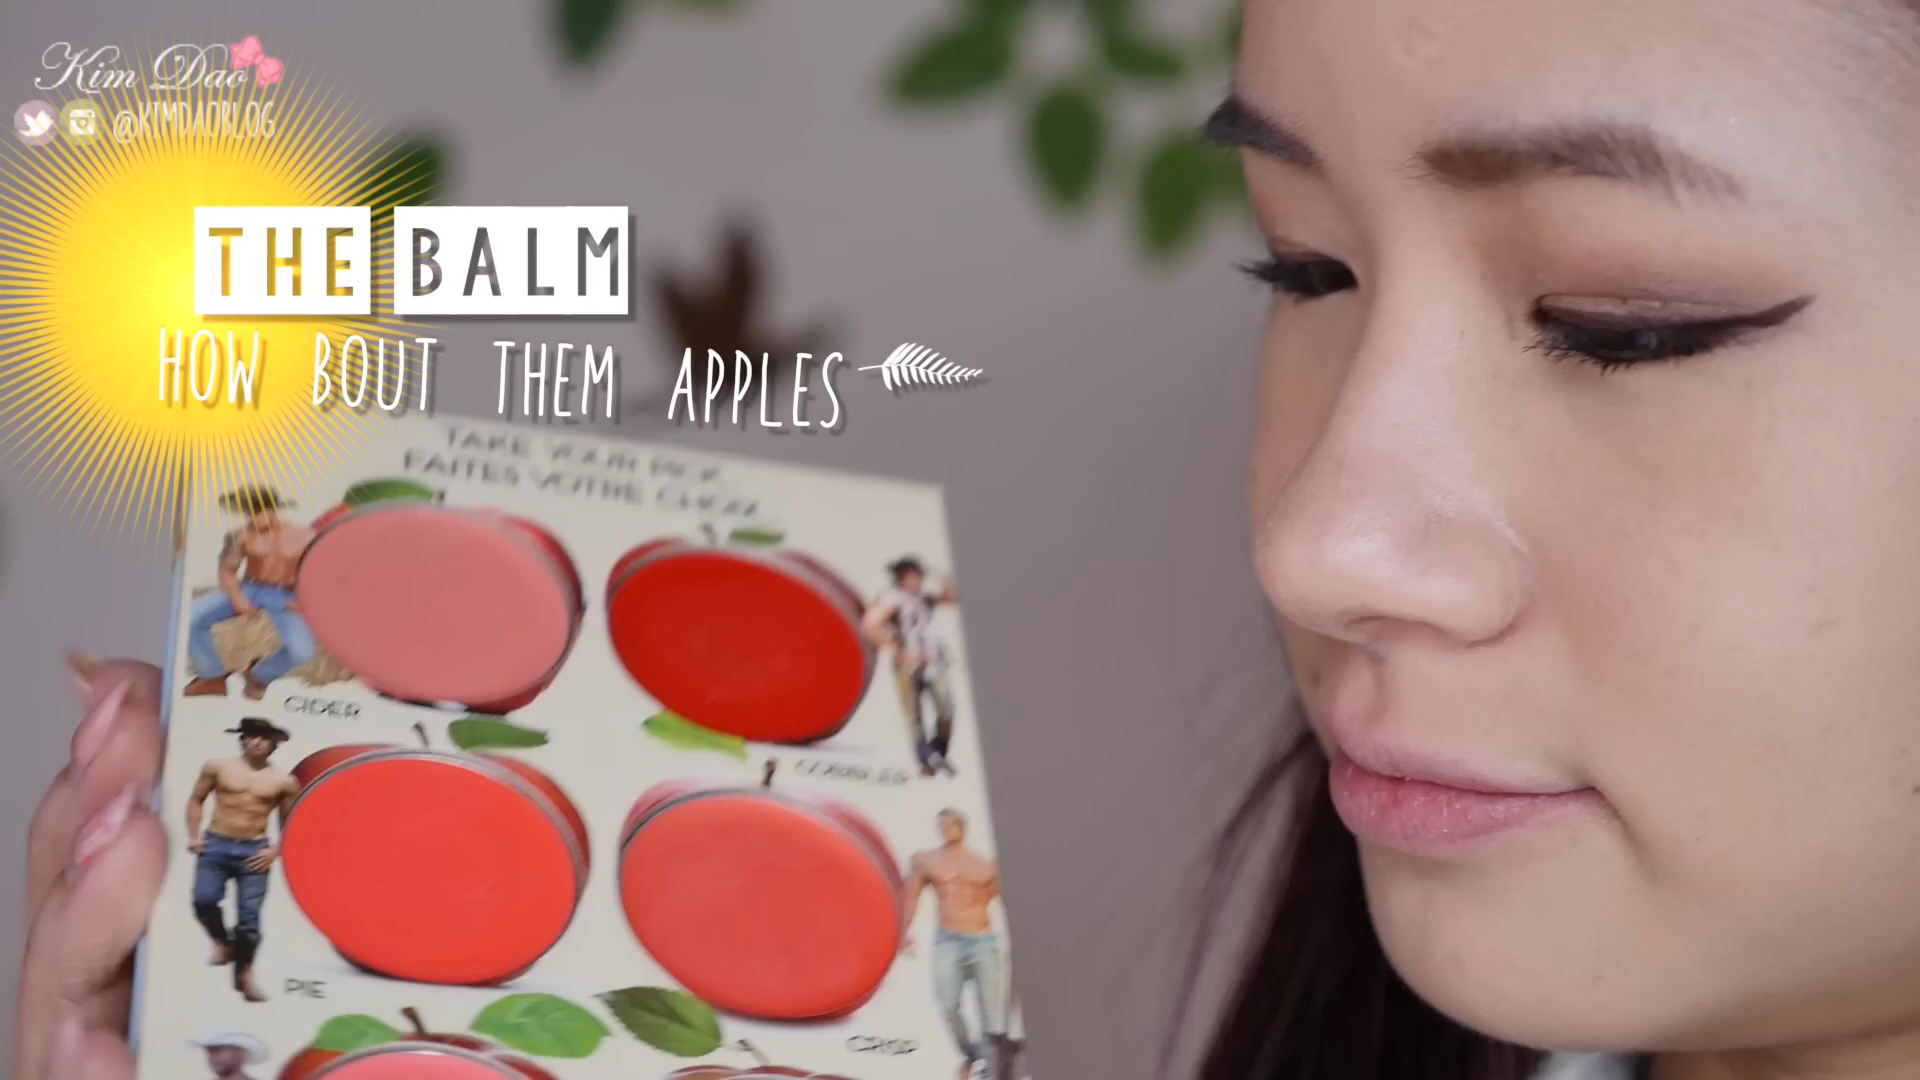 Kim Dao
@KIMDAOBLOG
THE BALM
HOW BOUT THEM APPLES
TAKE YOUR PICK...
FAITES VOTRE CHOIX...
CIDER
COBBLER
PIE
CRISP